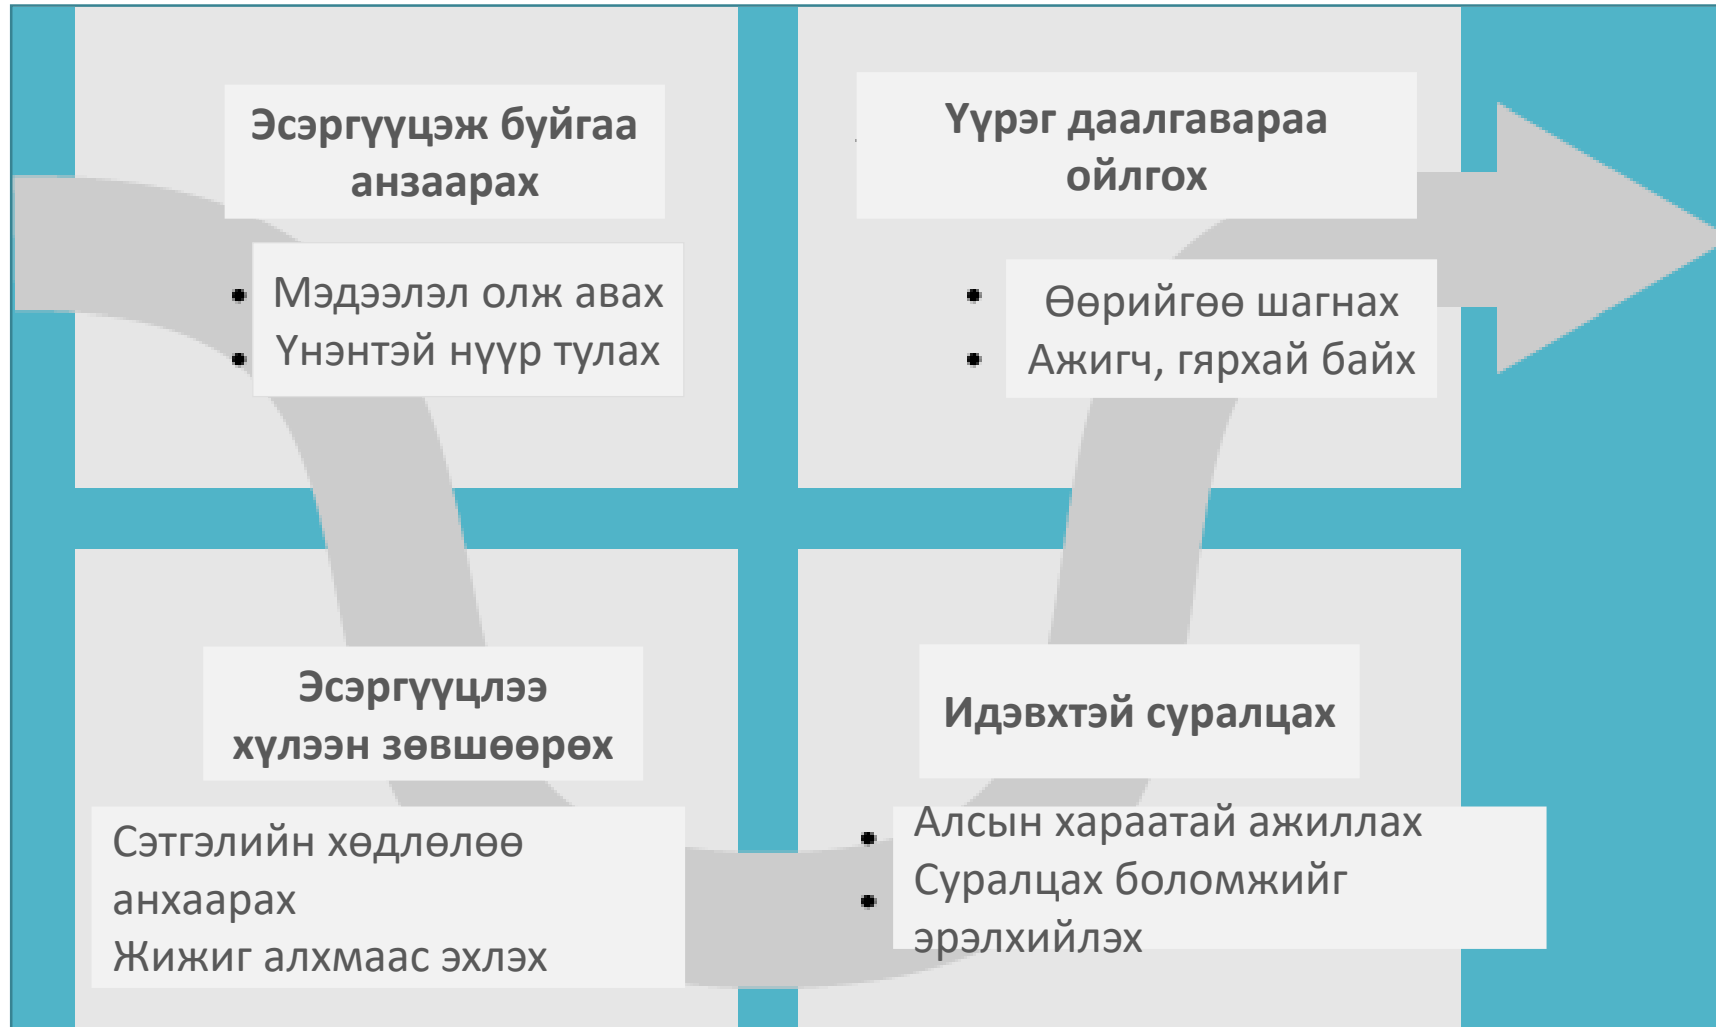 Эсэргүүцэж буйгаа
анзаарах
• Мэдээлэл олж авах
• Үнэнтэй нүүр тулах
Эсэргүүцлээ
хүлээн зөвшөөрөх
Сэтгэлийн хөдлөлөө
анхаарах
Жижиг алхмаас эхлэх
Идэвхтэй суралцах
• Алсын хараатай ажиллах
• Суралцах боломжийг
эрэлхийлэх
Үүрэг даалгавараа
ойлгох
• Өөрийгөө шагнах
• Ажигч, гярхай байх